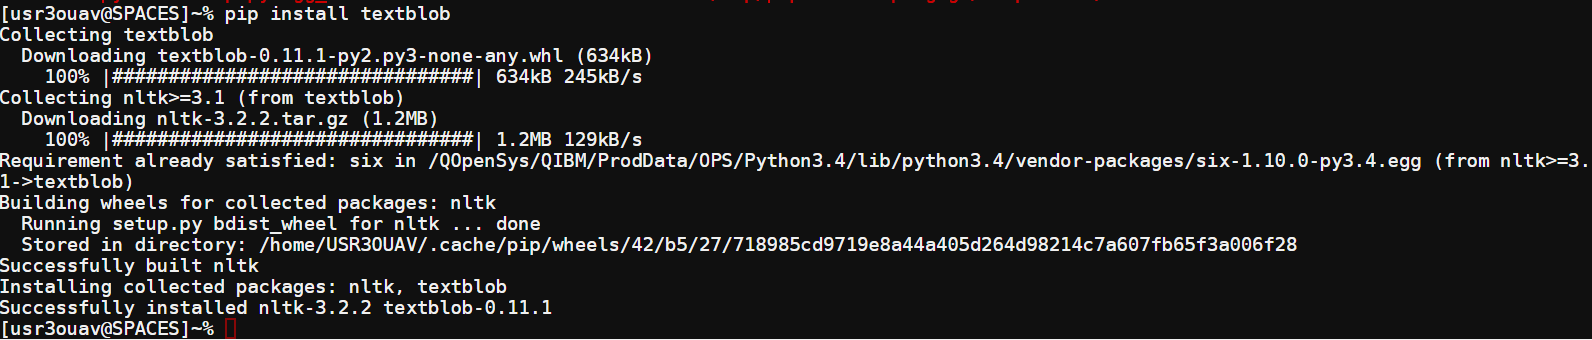 [usr3ouav@SPACES]~% pip install textblob
Collecting textblob
  Downloading textblob-0.11.1-py2.py3-none-any.whl (634kB)
    100% |################################| 634kB 245kB/s
Collecting nltk>=3.1 (from textblob)
  Downloading nltk-3.2.2.tar.gz (1.2MB)
    100% |################################| 1.2MB 129kB/s
Requirement already satisfied: six in /QOpenSys/QIBM/ProdData/OPS/Python3.4/lib/python3.4/vendor-packages/six-1.10.0-py3.4.egg (from nltk>=3.
1->textblob)
Building wheels for collected packages: nltk
  Running setup.py bdist_wheel for nltk ... done
  Stored in directory: /home/USR3OUAV/.cache/pip/wheels/42/b5/27/718985cd9719e8a44a405d264d98214c7a607fb65f3a006f28
Successfully built nltk
Installing collected packages: nltk, textblob
Successfully installed nltk-3.2.2 textblob-0.11.1
[usr3ouav@SPACES]~%